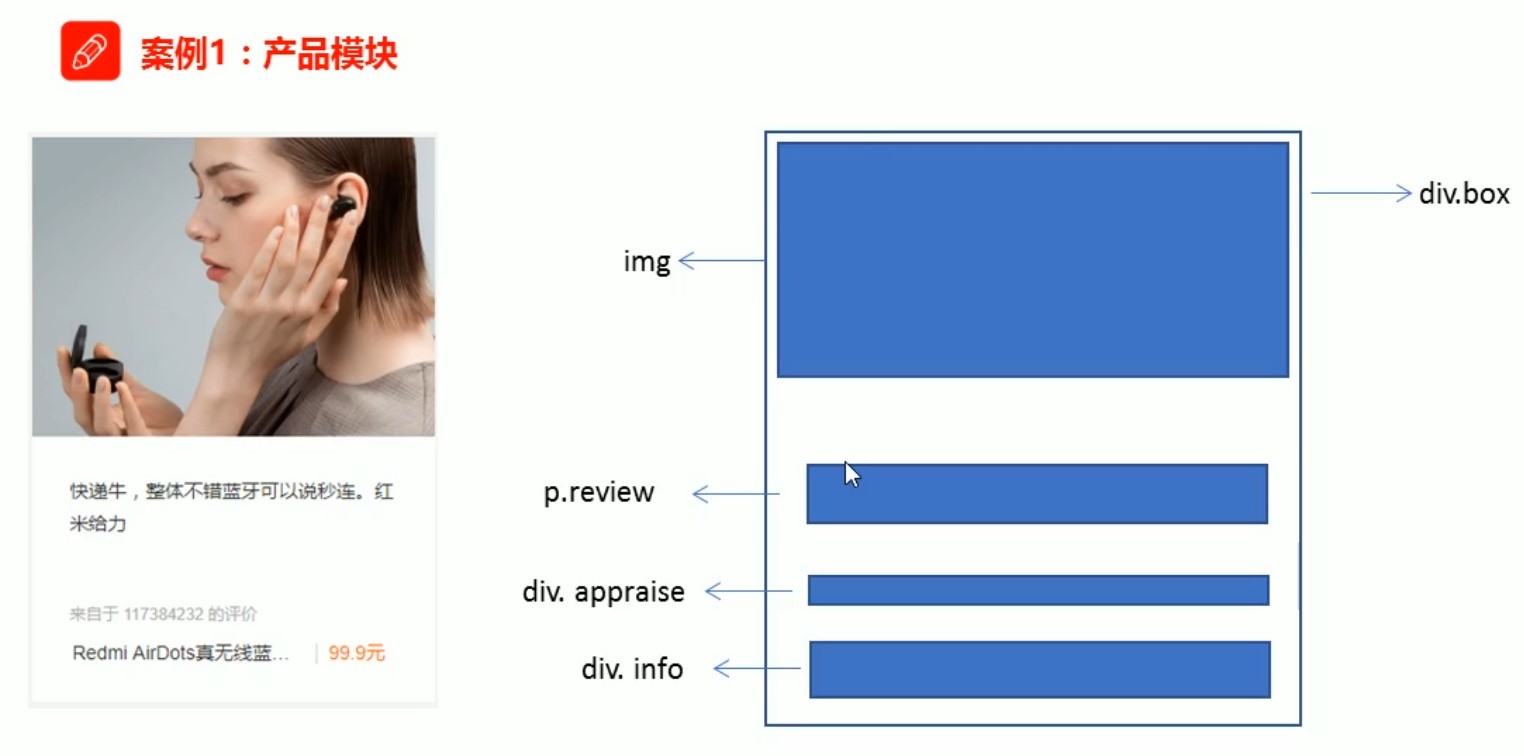 案例1：产品模块
div.box
img
快递牛，整体不错蓝牙可以说秒连。红
米给力
p.review
div. appraise
来自于 117384232 的评价
Redmi AirDots真无线蓝... 99.9元
div. info